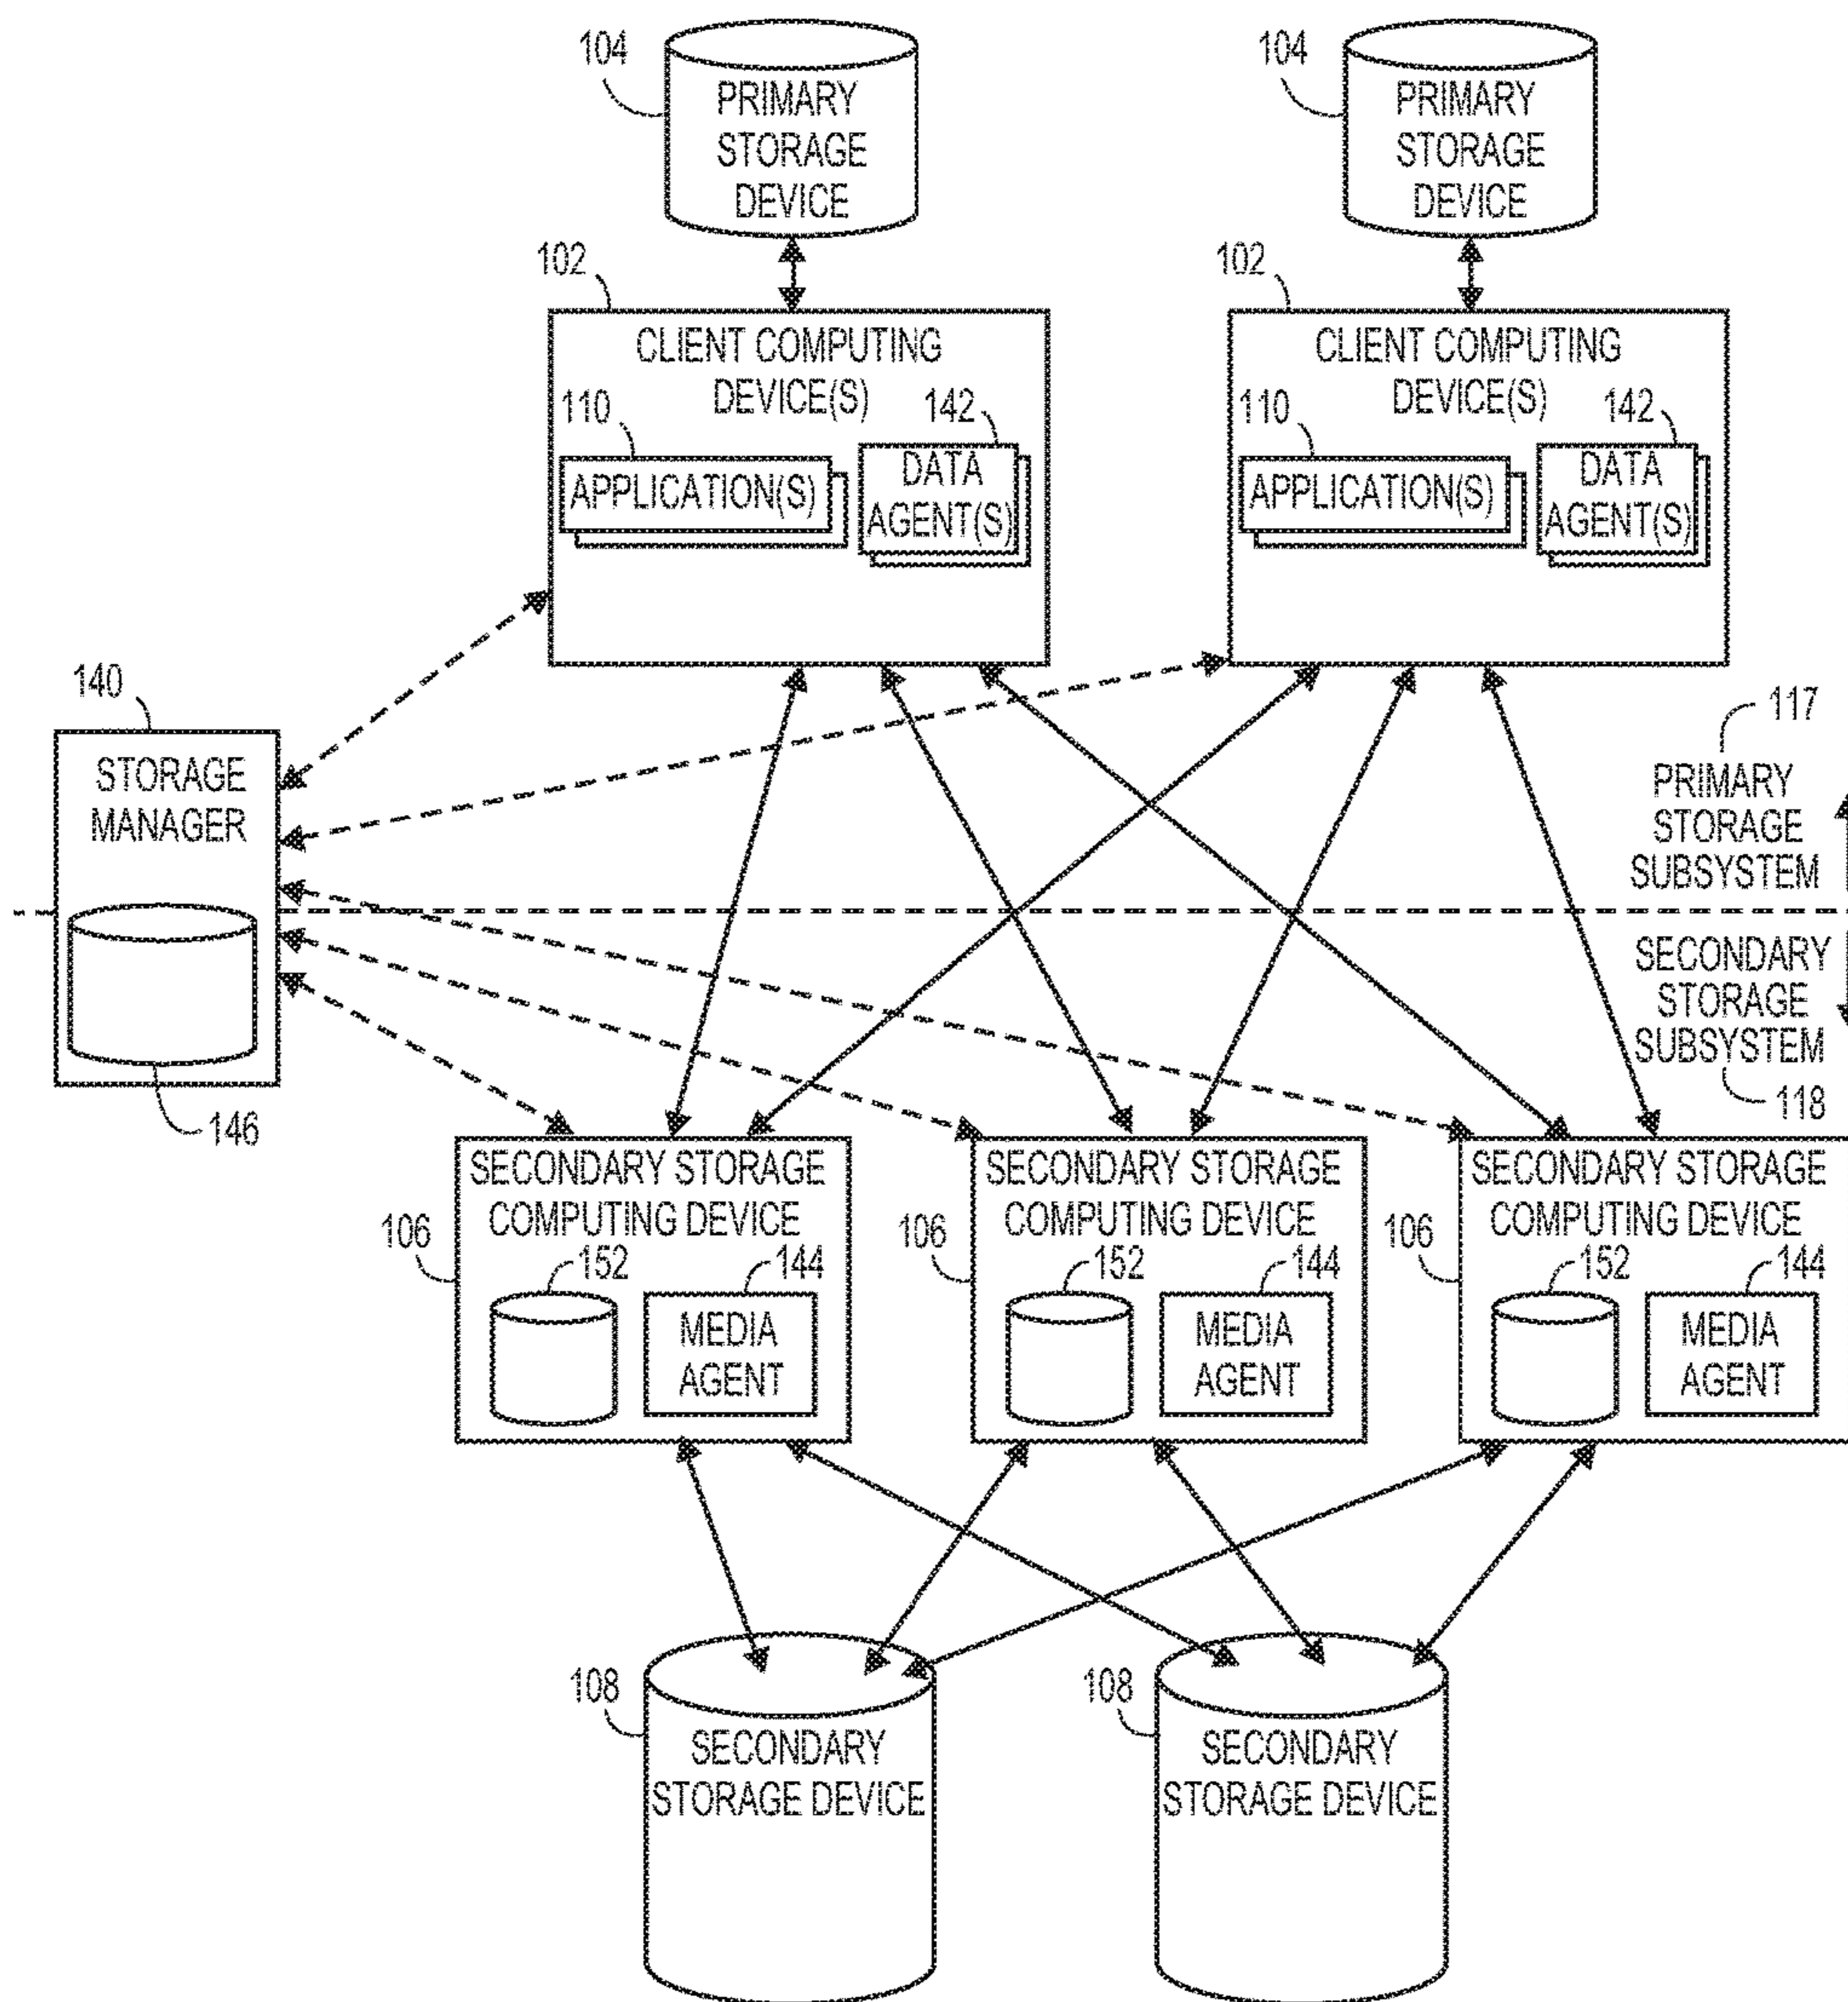 104
PRIMARY
STORAGE
DEVICE
104
PRIMARY
STORAGE
DEVICE
102
CLIENT COMPUTING
DEVICE(S)
110
142
APPLICATION(S)
DATA
AGENT(S)
102
CLIENT COMPUTING
DEVICE(S)
110
142
APPLICATION(S)
DATA
AGENT(S)
140
STORAGE
MANAGER
146
117
PRIMARY
STORAGE
SUBSYSTEM
SECONDARY
STORAGE
SUBSYSTEM
118
106
SECONDARY STORAGE
COMPUTING DEVICE
152
144
MEDIA
AGENT
106
SECONDARY STORAGE
COMPUTING DEVICE
152
144
MEDIA
AGENT
106
SECONDARY STORAGE
COMPUTING DEVICE
152
144
MEDIA
AGENT
108
SECONDARY
STORAGE DEVICE
108
SECONDARY
STORAGE DEVICE